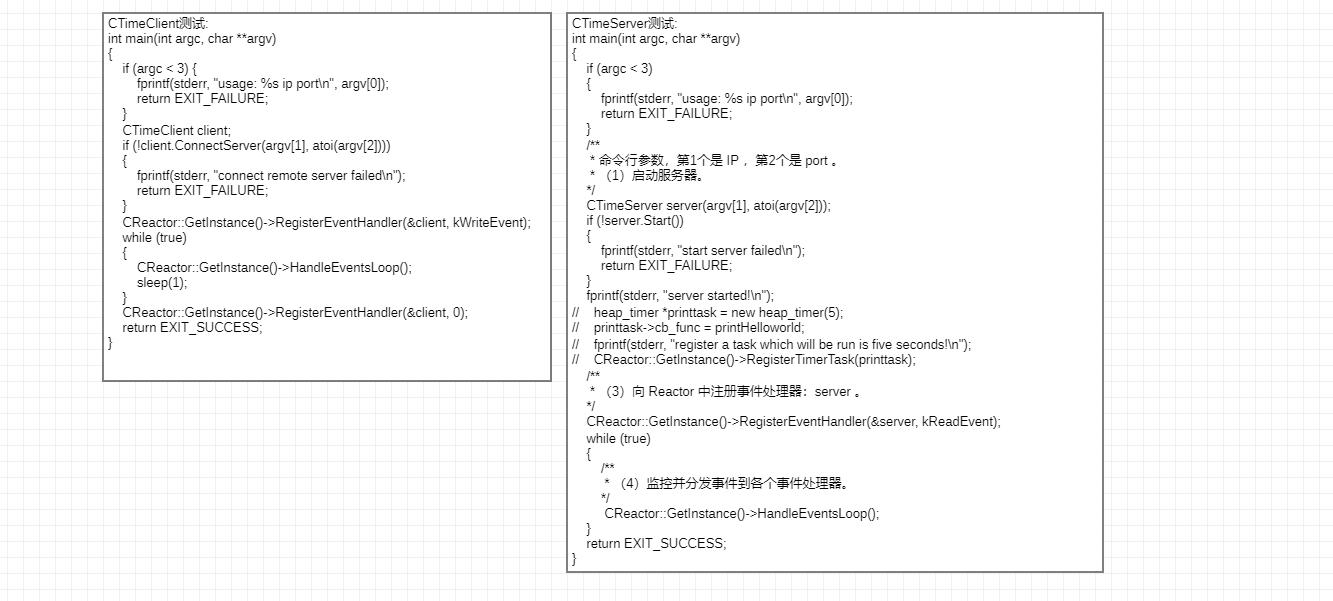 CTimeClient测试:
int main(int argc, char **argv)
{
    if (argc < 3) {
        fprintf(stderr, "usage: %s ip port\n", argv[0]);
        return EXIT_FAILURE;
    }
    CTimeClient client;
    if (!client.ConnectServer(argv[1], atoi(argv[2])))
    {
        fprintf(stderr, "connect remote server failed\n");
        return EXIT_FAILURE;
    }
    CReactor::GetInstance()->RegisterEventHandler(&client, kWriteEvent);
    while (true)
    {
        CReactor::GetInstance()->HandleEventsLoop();
        sleep(1);
    }
    CReactor::GetInstance()->RegisterEventHandler(&client, 0);
    return EXIT_SUCCESS;
}
CTimeServer测试:
int main(int argc, char **argv)
{
    if (argc < 3)
    {
        fprintf(stderr, "usage: %s ip port\n", argv[0]);
        return EXIT_FAILURE;
    }
    /**
     * 命令行参数，第1个是 IP ，第2个是 port 。
     * （1）启动服务器。
    */
    CTimeServer server(argv[1], atoi(argv[2]));
    if (!server.Start())
    {
        fprintf(stderr, "start server failed\n");
        return EXIT_FAILURE;
    }
    fprintf(stderr, "server started!\n");
//    heap_timer *printtask = new heap_timer(5);
//    printtask->cb_func = printHelloworld;
//    fprintf(stderr, "register a task which will be run is five seconds!\n");
//    CReactor::GetInstance()->RegisterTimerTask(printtask);
    /**
     * （3）向 Reactor 中注册事件处理器：server 。
    */
    CReactor::GetInstance()->RegisterEventHandler(&server, kReadEvent);
    while (true)
    {
        /**
         * （4）监控并分发事件到各个事件处理器。
        */
         CReactor::GetInstance()->HandleEventsLoop();
    }
    return EXIT_SUCCESS;
}